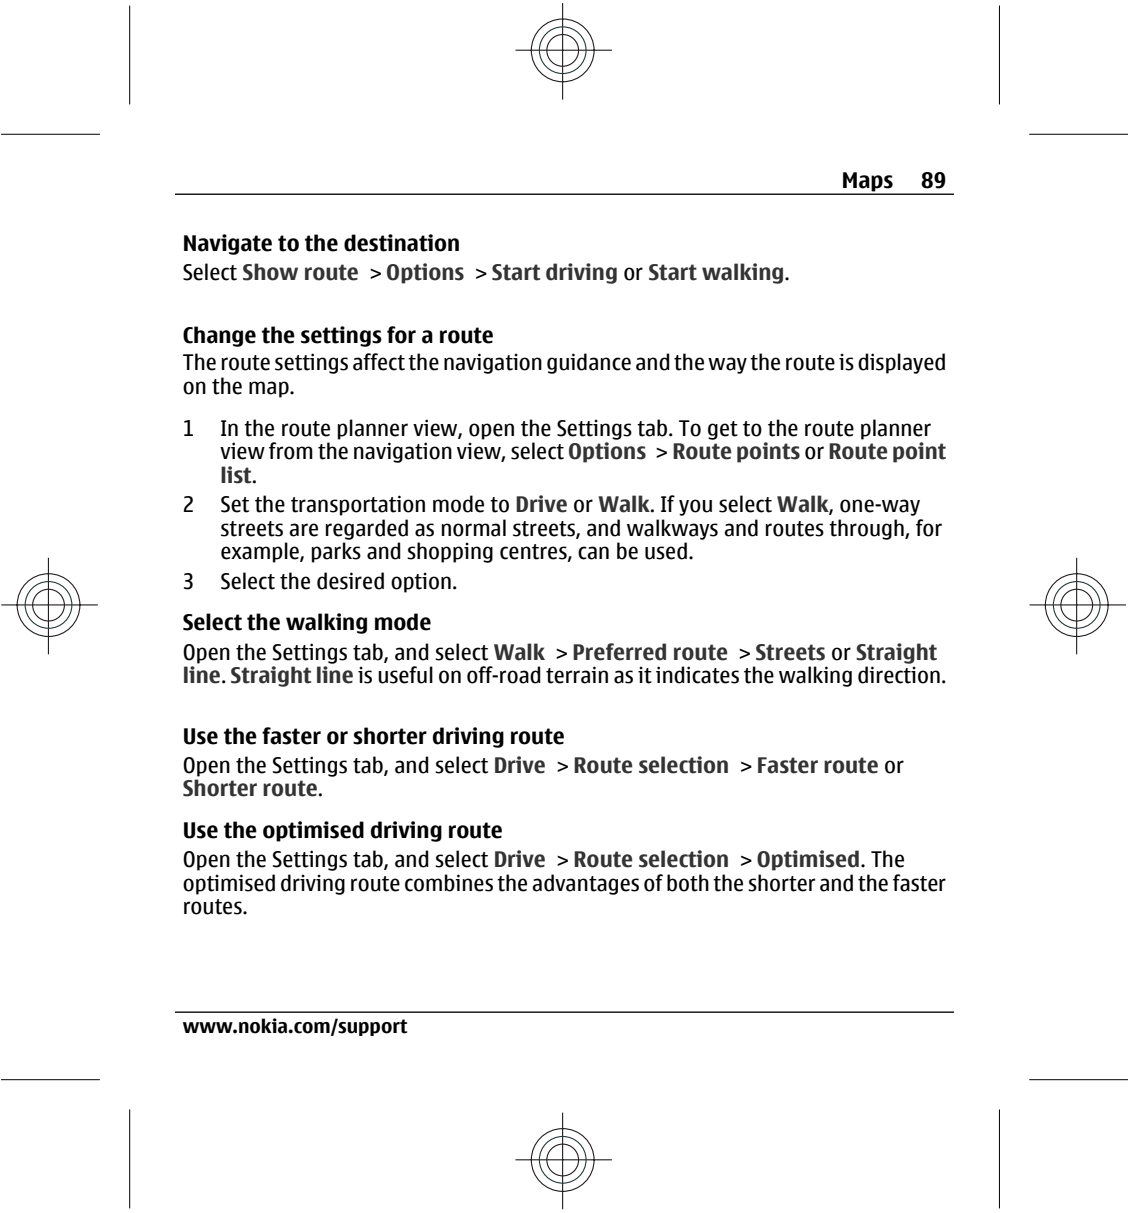 Maps 89
Navigate to the destination
Select Show route > Options > Start driving or Start walking.
Change the settings for a route
The route settings affect the navigation guidance and the way the route is displayed
on the map.
1 In the route planner view, open the Settings tab. To get to the route planner
view from the navigation view, select Options > Route points or Route point
list.
2 Set the transportation mode to Drive or Walk. If you select Walk, one-way
streets are regarded as normal streets, and walkways and routes through, for
example, parks and shopping centres, can be used.
3 Select the desired option.
Select the walking mode
Open the Settings tab, and select Walk > Preferred route > Streets or Straight
line. Straight line is useful on off-road terrain as it indicates the walking direction.
Use the faster or shorter driving route
Open the Settings tab, and select Drive > Route selection > Faster route or
Shorter route.
Use the optimised driving route
Open the Settings tab, and select Drive > Route selection > Optimised. The
optimised driving route combines the advantages of both the shorter and the faster
routes.
www.nokia.com/support